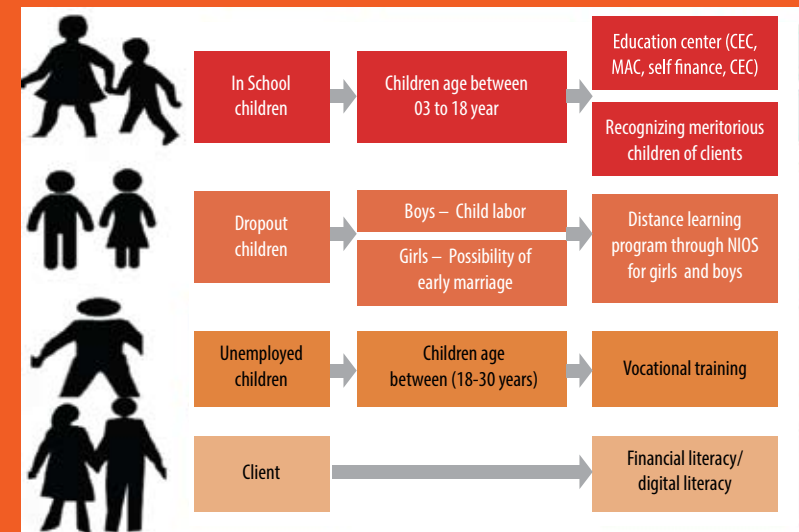 In School
children
Children age between
03 to 18 year
Education center (CEC,
MAC, self finance, CEC)
Recognizing meritorious
children of clients
Dropout
children
Boys – Child labor
Girls – Possibility of
early marriage
Distance learning
program through NIOS
for girls and boys
Unemployed
children
Children age
between (18-30 years)
Vocational training
Client
Financial literacy/
digital literacy